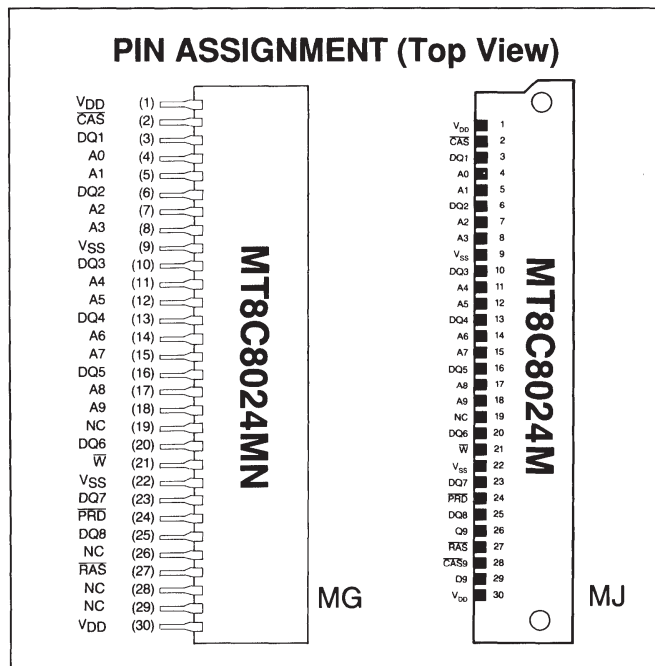 PIN ASSIGNMENT (Top View)
VDD (1)
CAS (2)
DQ1 (3)
A0 (4)
A1 (5)
DQ2 (6)
A2 (7)
A3 (8)
VSS (9)
DQ3 (10)
A4 (11)
A5 (12)
DQ4 (13)
A6 (14)
A7 (15)
DQ5 (16)
A8 (17)
A9 (18)
NC (19)
DQ6 (20)
W (21)
VSS (22)
DQ7 (23)
PRD (24)
DQ8 (25)
NC (26)
RAS (27)
NC (28)
NC (29)
VDD (30)
MT8C8024MN
MG
VDD 1
CAS 2
DQ1 3
A0 4
A1 5
DQ2 6
A2 7
A3 8
VSS 9
DQ3 10
A4 11
A5 12
DQ4 13
A6 14
A7 15
DQ5 16
A8 17
A9 18
NC 19
DQ6 20
W 21
VSS 22
DQ7 23
PRD 24
DQ8 25
Q9 26
RAS 27
CAS9 28
D9 29
VDD 30
MT8C8024M
MJ